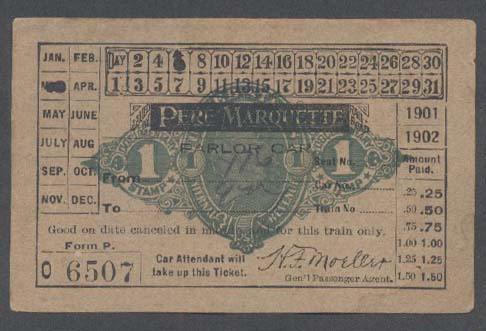 JAN. FEB. DAY 2 4 6 8 10 12 14 16 18 20 22 24 26 28 30
APR. 1 3 5 7 9 11 13 15 17 18 21 23 25 27 29 31
MAY JUNE PERE MARQUETTE 1901
JULY AUG PARLOR CAR 1902
SEP. OCT. 1 1 Seat No. Amount Paid.
From STAMP Car No. .25 .25
NOV. DEC. To Train No .50 .50
Good on date canceled in and for this train only. .75 .75
Form P. 1.00 1.00
0 6507 Car Attendant will take up this Ticket. H. F. Moeller 1.25 1.25
Gen'l Passenger Agent. 1.50 1.50